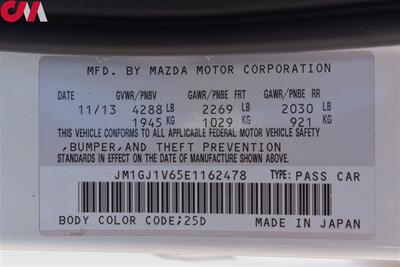 CMA
MFD. BY MAZDA MOTOR CORPORATION
DATE GVWR/PNBV GAWR/PNBE FRT GAWR/PNBE RR
11/13 4288 LB 2269 LB 2030 LB
1945 KG 1029 KG 921 KG
THIS VEHICLE CONFORMS TO ALL APPLICABLE FEDERAL MOTOR VEHICLE SAFETY
,BUMPER,AND THEFT PREVENTION
STANDARDS IN EFFECT ON THE DATE OF MANUFACTURE SHOWN ABOVE.
JM1GJ1V65E1162478 TYPE: PASS CAR
BODY COLOR CODE;25D MADE IN JAPAN